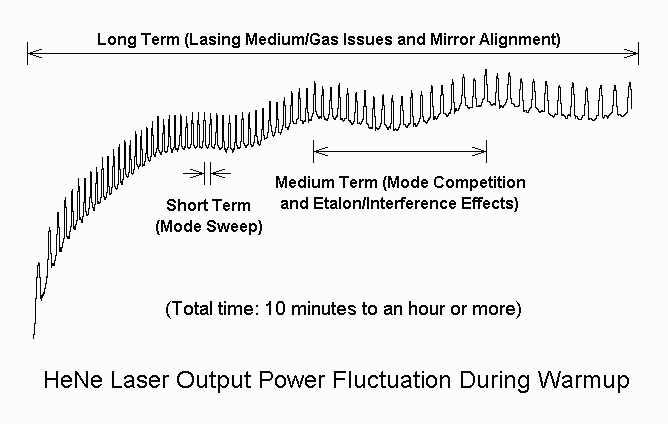 Long Term (Lasing Medium/Gas Issues and Mirror Alignment)
Short Term
(Mode Sweep)
Medium Term (Mode Competition
and Etalon/Interference Effects)
(Total time: 10 minutes to an hour or more)
HeNe Laser Output Power Fluctuation During Warmup